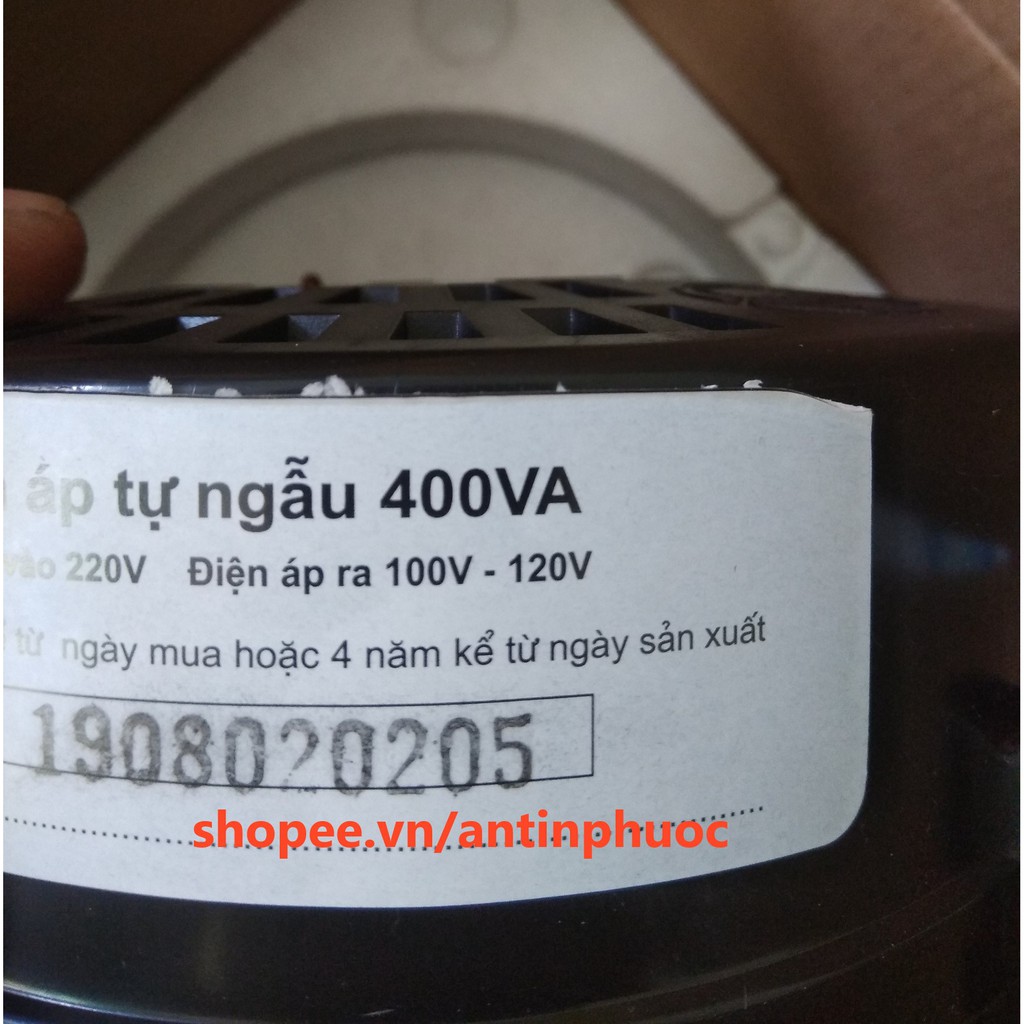 áp tự ngẫu 400VA
vào 220V Điện áp ra 100V - 120V
từ ngày mua hoặc 4 năm kể từ ngày sản xuất
1908020205
shopee.vn/antinphuoc